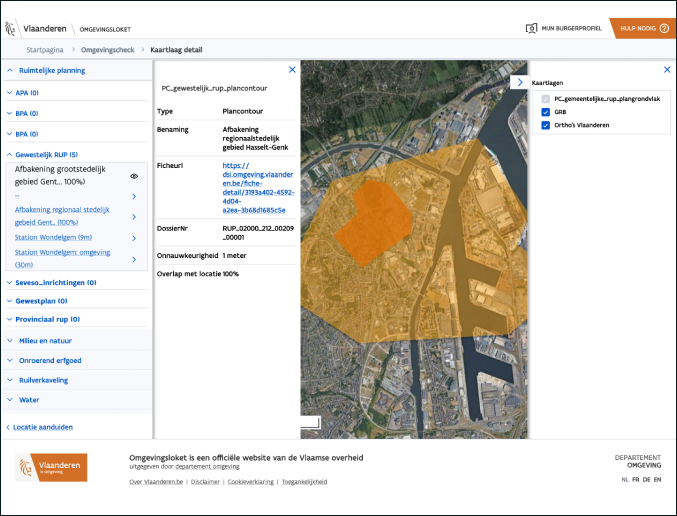 Vlaanderen
OMGEVINGSLOKET
MIJN BURGERPROFIEL
HULP NODIG ?
Startpagina > Omgevingscheck > Kaartlaag detail
Ruimtelijke planning
APA (0)
BPA (0)
BPA (0)
Gewestelijk RUP (5)
Afbakening grootstedelijk
gebied Gent... 100%)
...
Afbakening regionaal stedelijk
gebeid Gent... (100%)
Station Wondelgem (9m)
Station Wondelgem: omgeving
(30m)
Seveso_inrichtingen (0)
Gewestplan (0)
Provinciaal rup (0)
Milieu en natuur
Onroerend erfgoed
Ruilverkaveling
Water
< Locatie aanduiden
PC_gewestelijk_rup_plancontour
Type Plancontour
Benaming Afbakening
regionaalstedelijk
gebied Hasselt-Genk
Ficheurl https://
dsi.omgeving.vlaander
en.be/fiche-
detail/3193a402-4592-
4d04-
a2ea-3b68d1685c5e
DossierNr RUP_02000_212_00209
_00001
Onnauwkeurigheid 1 meter
Overlap met locatie 100%
Kaartlagen
PC_gemeentelijke_rup_plangrondvlak
GRB
Ortho's Vlaanderen
Vlaanderen
is omgeving
Omgevingsloket is een officiële website van de Vlaamse overheid
uitgegeven door departement omgeving
Over Vlaanderen.be | Disclaimer | Cookieverklaring | Toegankelijkheid
DEPARTEMENT
OMGEVING
NL FR DE EN